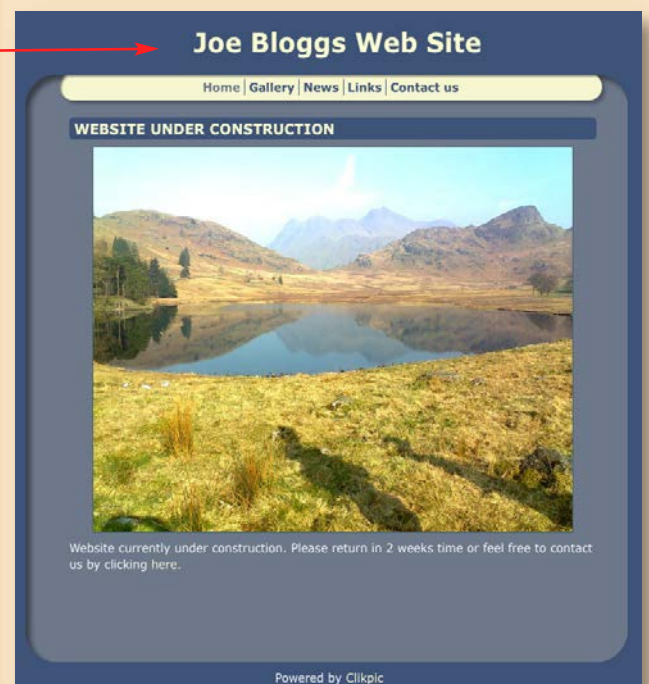 Joe Bloggs Web Site
Home Gallery News Links Contact us
WEBSITE UNDER CONSTRUCTION
Website currently under construction. Please return in 2 weeks time or feel free to contact
us by clicking here.
Powered by Clikpic